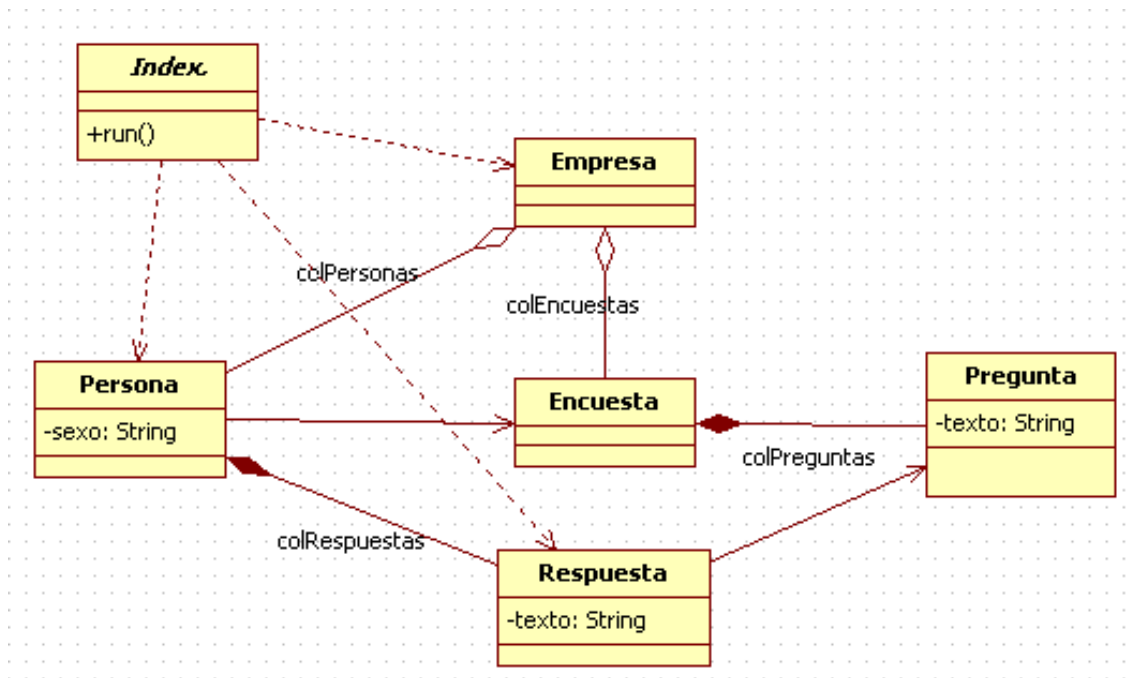 Index
+run()
Empresa
colPersonas
colEncuestas
Persona
-sexo: String
Encuesta
Pregunta
-texto: String
colPreguntas
colRespuestas
Respuesta
-texto: String